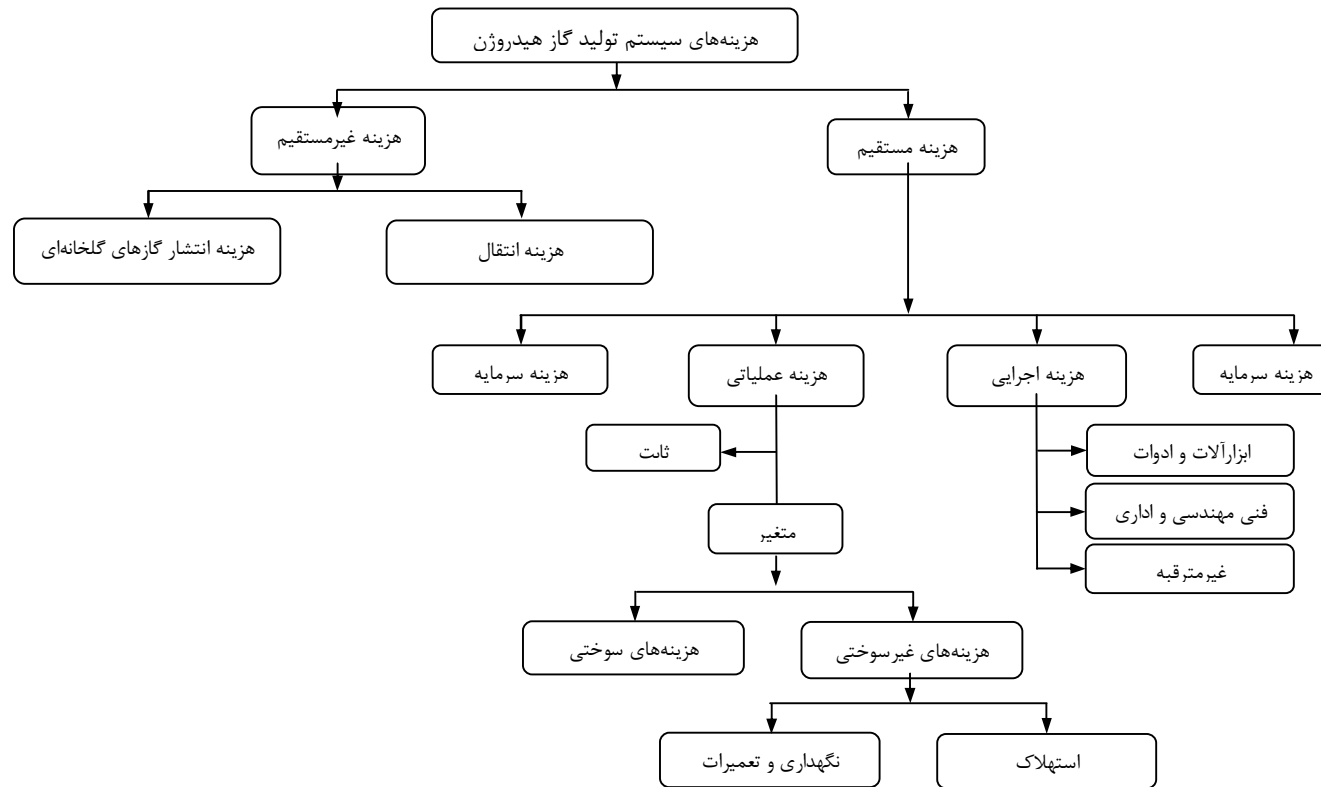 هزینه‌های سیستم تولید گاز هیدروژن
هزینه مستقیم
هزینه غیرمستقیم
هزینه انتقال
هزینه انتشار گازهای گلخانه‌ای
هزینه سرمایه
هزینه اجرایی
هزینه عملیاتی
هزینه سرمایه
ابزارآلات و ادوات
ثابت
فنی مهندسی و اداری
متغیر
غیرمترقبه
هزینه‌های غیرسوختی
هزینه‌های سوختی
استهلاک
نگهداری و تعمیرات